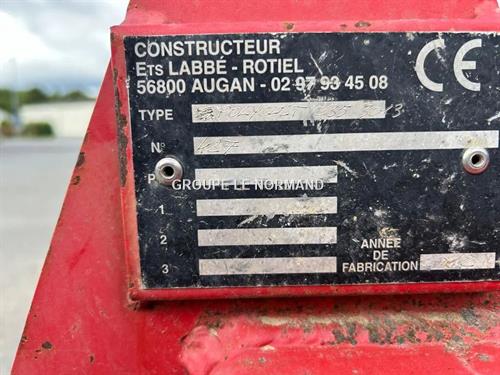 CONSTRUCTEUR
ETS LABBÉ - ROTIEL
56800 AUGAN - 02 97 93 45 08
CE
TYPE
N°
P
GROUPE LE NORMAND
1
2
3
ANNÉE
DE
FABRICATION